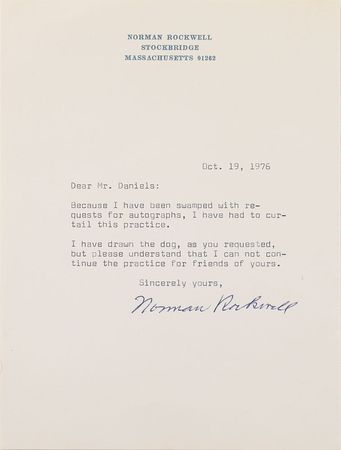 NORMAN ROCKWELL
STOCKBRIDGE
MASSACHUSETTS 01262
Oct. 19, 1976
Dear Mr. Daniels:
Because I have been swamped with re-
quests for autographs, I have had to cur-
tail this practice.
I have drawn the dog, as you requested,
but please understand that I can not con-
tinue the practice for friends of yours.
Sincerely yours,
Norman Rockwell